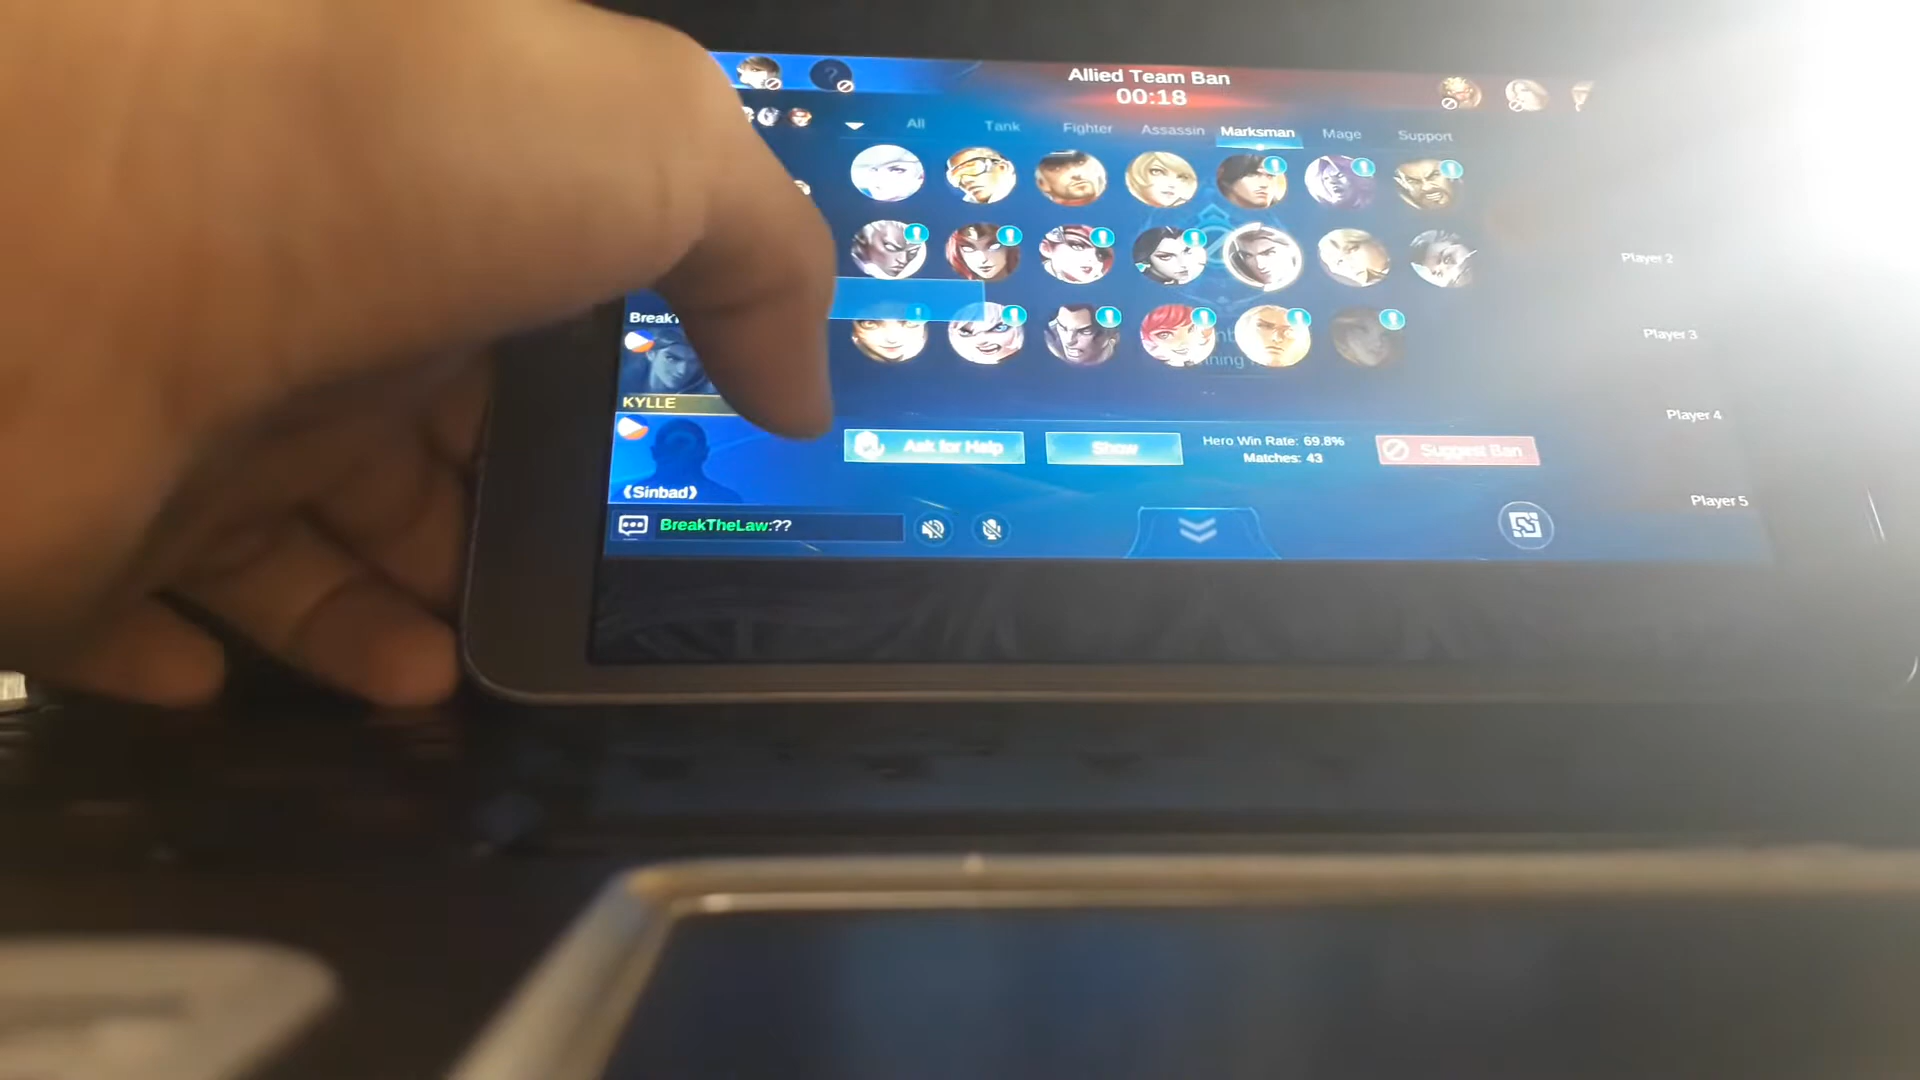 Allied Team Ban
00:18
All Tank Fighter Assassin Marksman Mage Support
Player 2
Break
Player 3
KYLLE
Player 4
Ask for Help Show Hero Win Rate: 69.8% Suggest Ban
Matches: 43
《Sinbad》
Player 5
BreakTheLaw:??